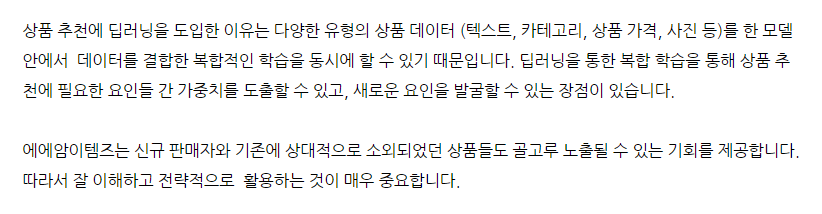 상품 추천에 딥러닝을 도입한 이유는 다양한 유형의 상품 데이터 (텍스트, 카테고리, 상품 가격, 사진 등)를 한 모델
안에서  데이터를 결합한 복합적인 학습을 동시에 할 수 있기 때문입니다. 딥러닝을 통한 복합 학습을 통해 상품 추
천에 필요한 요인들 간 가중치를 도출할 수 있고, 새로운 요인을 발굴할 수 있는 장점이 있습니다.
에에암이템즈는 신규 판매자와 기존에 상대적으로 소외되었던 상품들도 골고루 노출될 수 있는 기회를 제공합니다.
따라서 잘 이해하고 전략적으로  활용하는 것이 매우 중요합니다.